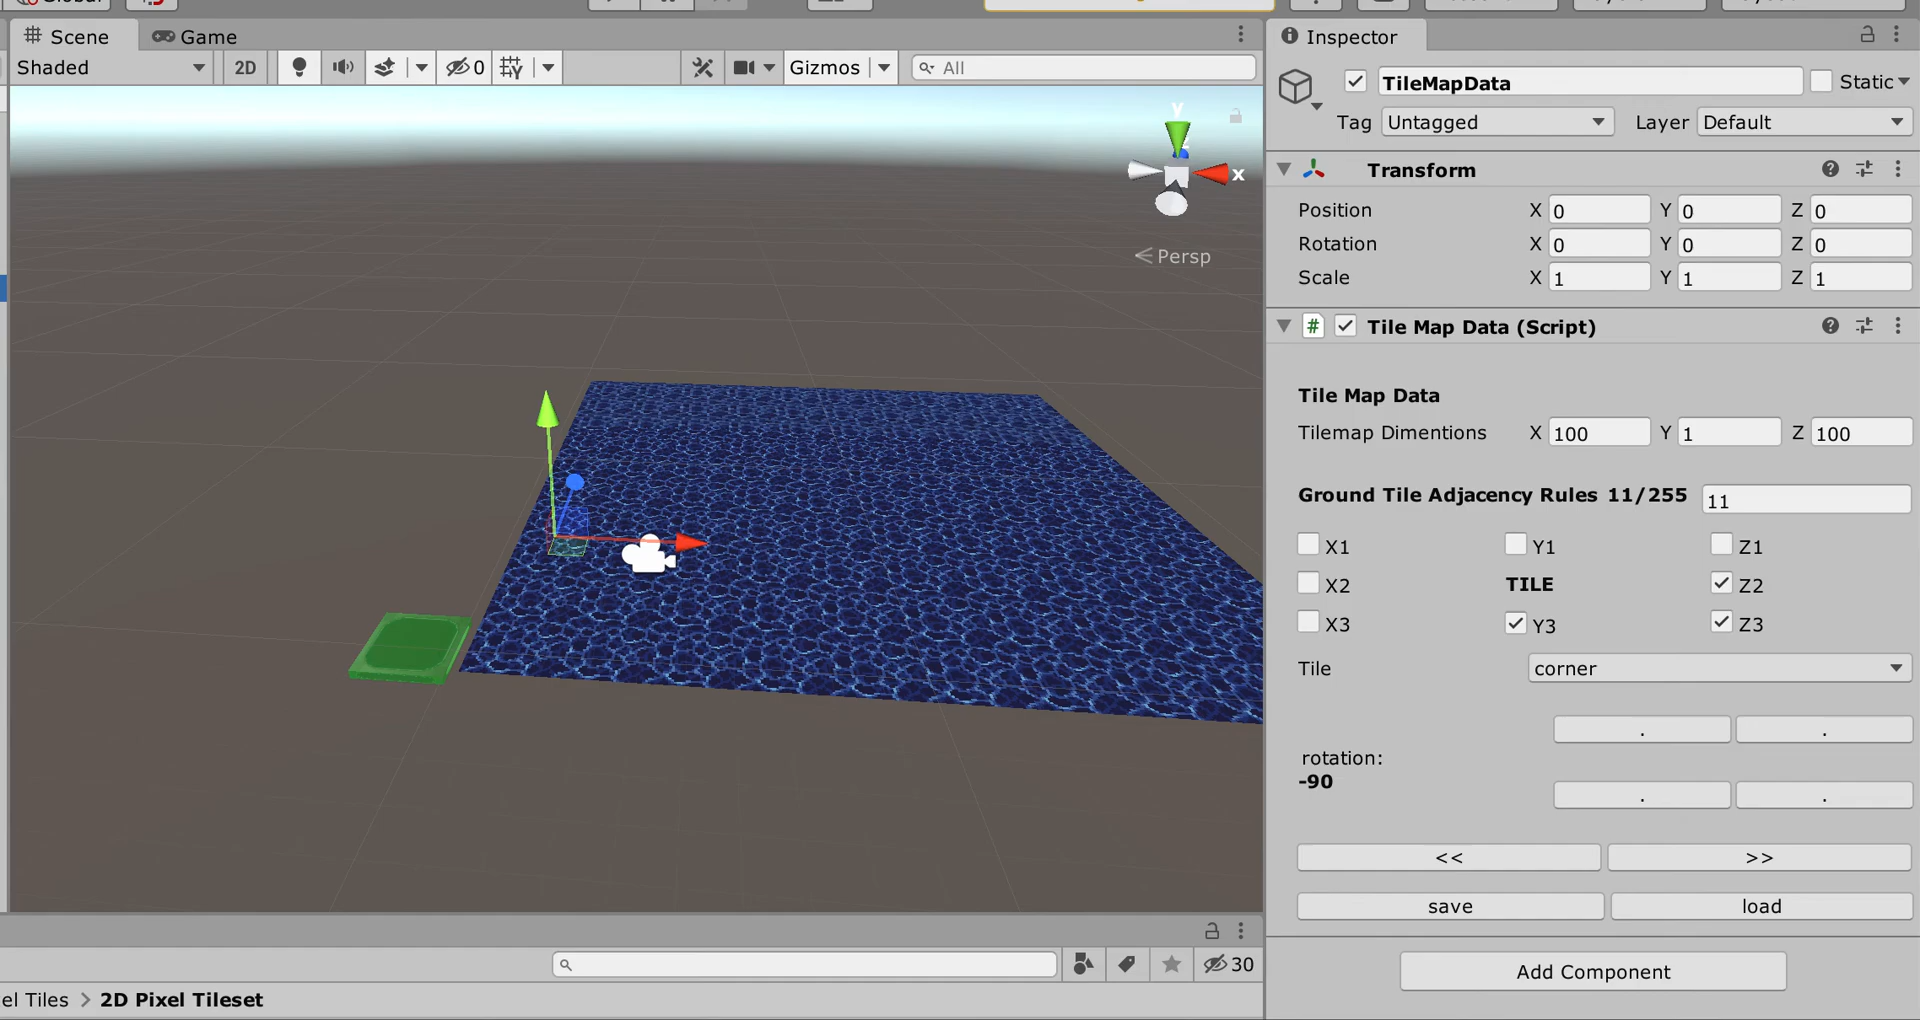 Global
Scene Game
Shaded 2D 0 Gizmos All
y
x
Persp
30
el Tiles > 2D Pixel Tileset
Inspector
TileMapData Static
Tag Untagged Layer Default
Transform
Position X 0 Y 0 Z 0
Rotation X 0 Y 0 Z 0
Scale X 1 Y 1 Z 1
# Tile Map Data (Script)
Tile Map Data
Tilemap Dimentions X 100 Y 1 Z 100
Ground Tile Adjacency Rules 11/255 11
X1 Y1 Z1
X2 TILE Z2
X3 Y3 Z3
Tile corner
. .
rotation:
-90
. .
<< >>
save load
Add Component